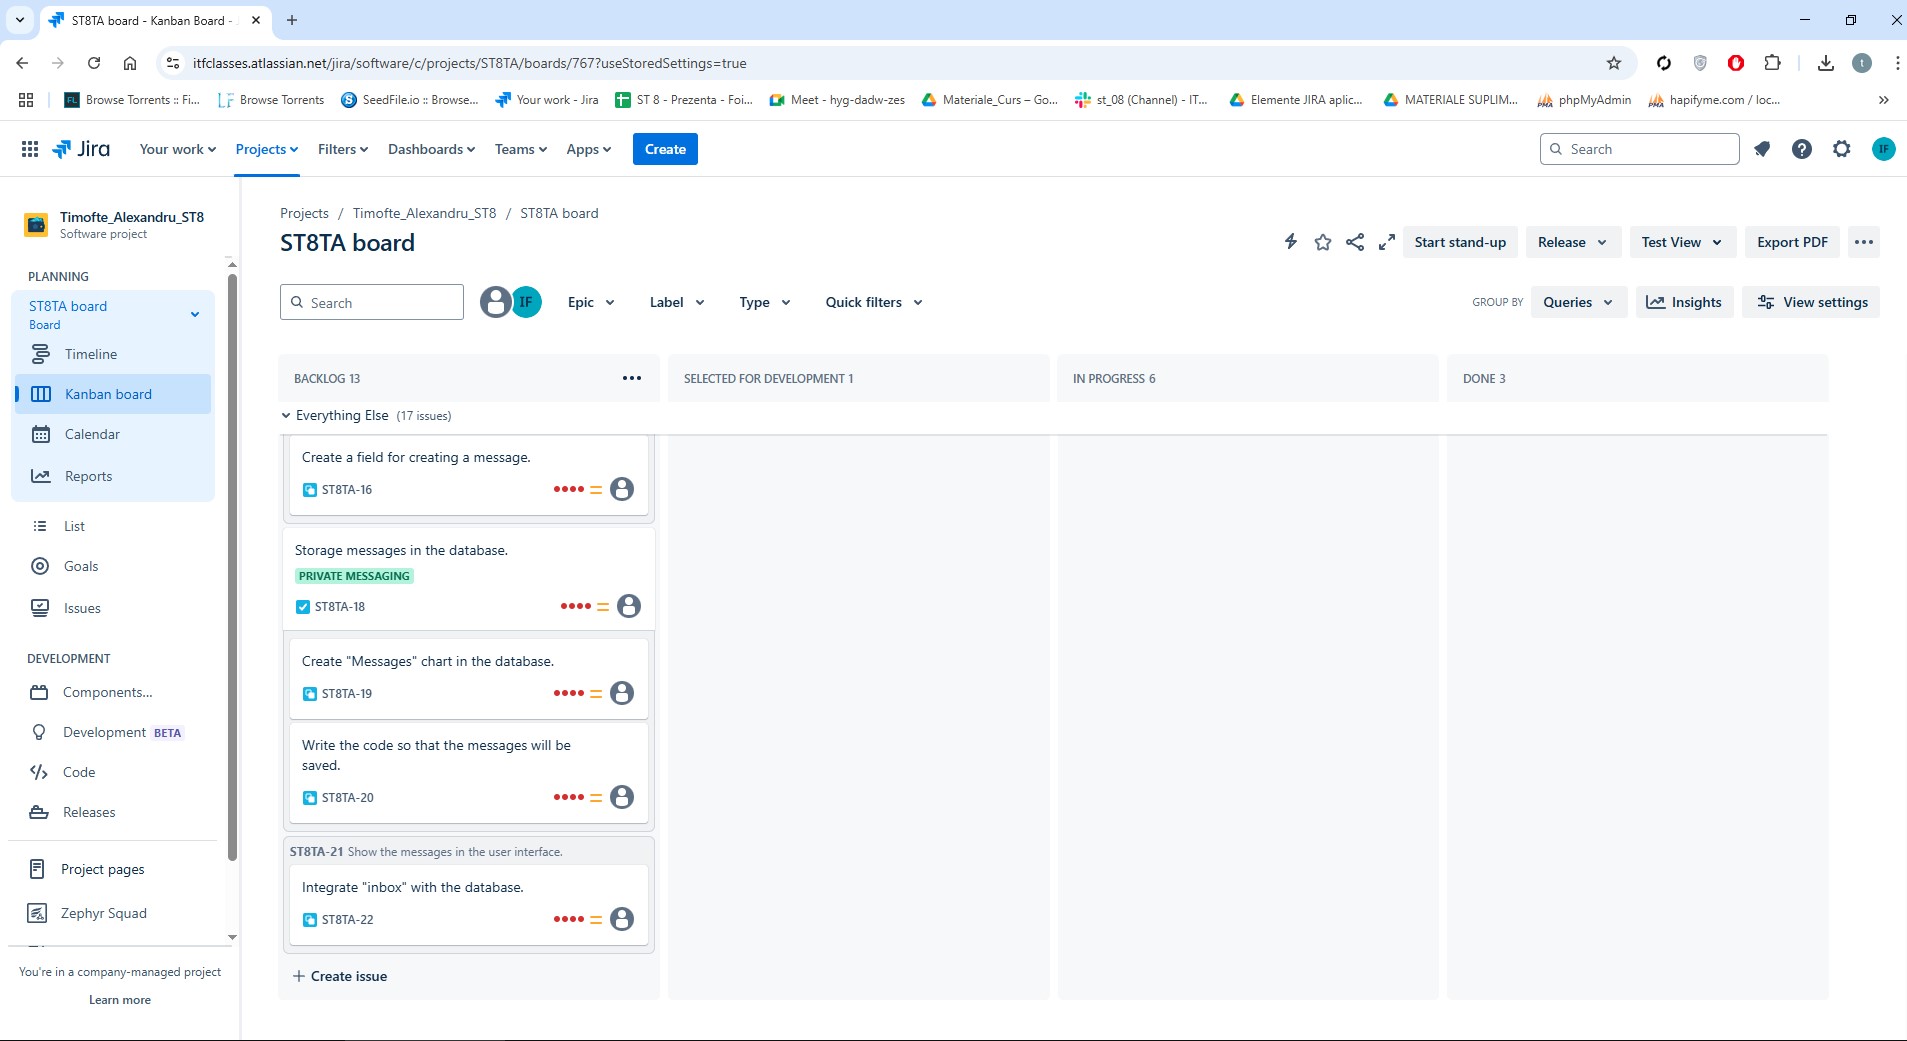 ST8TA board - Kanban Board -
itfclasses.atlassian.net/jira/software/c/projects/ST8TA/boards/767?useStoredSettings=true
t
FL Browse Torrents :: Fi... Browse Torrents SeedFile.io :: Browse... Your work - Jira ST 8 - Prezenta - Foi... Meet - hyg-dadw-zes Materiale_Curs – Go... st_08 (Channel) - IT... Elemente JIRA aplic... MATERIALE SUPLIM... phpMyAdmin hapifyme.com / loc...
Jira Your work Projects Filters Dashboards Teams Apps Create Search IF
Timofte_Alexandru_ST8
Software project
PLANNING
ST8TA board
Board
Timeline
Kanban board
Calendar
Reports
List
Goals
Issues
DEVELOPMENT
Components...
Development BETA
Code
Releases
Project pages
Zephyr Squad
You're in a company-managed project
Learn more
Projects / Timofte_Alexandru_ST8 / ST8TA board
ST8TA board
Start stand-up Release Test View Export PDF
Search IF Epic Label Type Quick filters GROUP BY Queries Insights View settings
BACKLOG 13 SELECTED FOR DEVELOPMENT 1 IN PROGRESS 6 DONE 3
Everything Else (17 issues)
Create a field for creating a message.
ST8TA-16
Storage messages in the database.
PRIVATE MESSAGING
ST8TA-18
Create "Messages" chart in the database.
ST8TA-19
Write the code so that the messages will be
saved.
ST8TA-20
ST8TA-21 Show the messages in the user interface.
Integrate "inbox" with the database.
ST8TA-22
+ Create issue